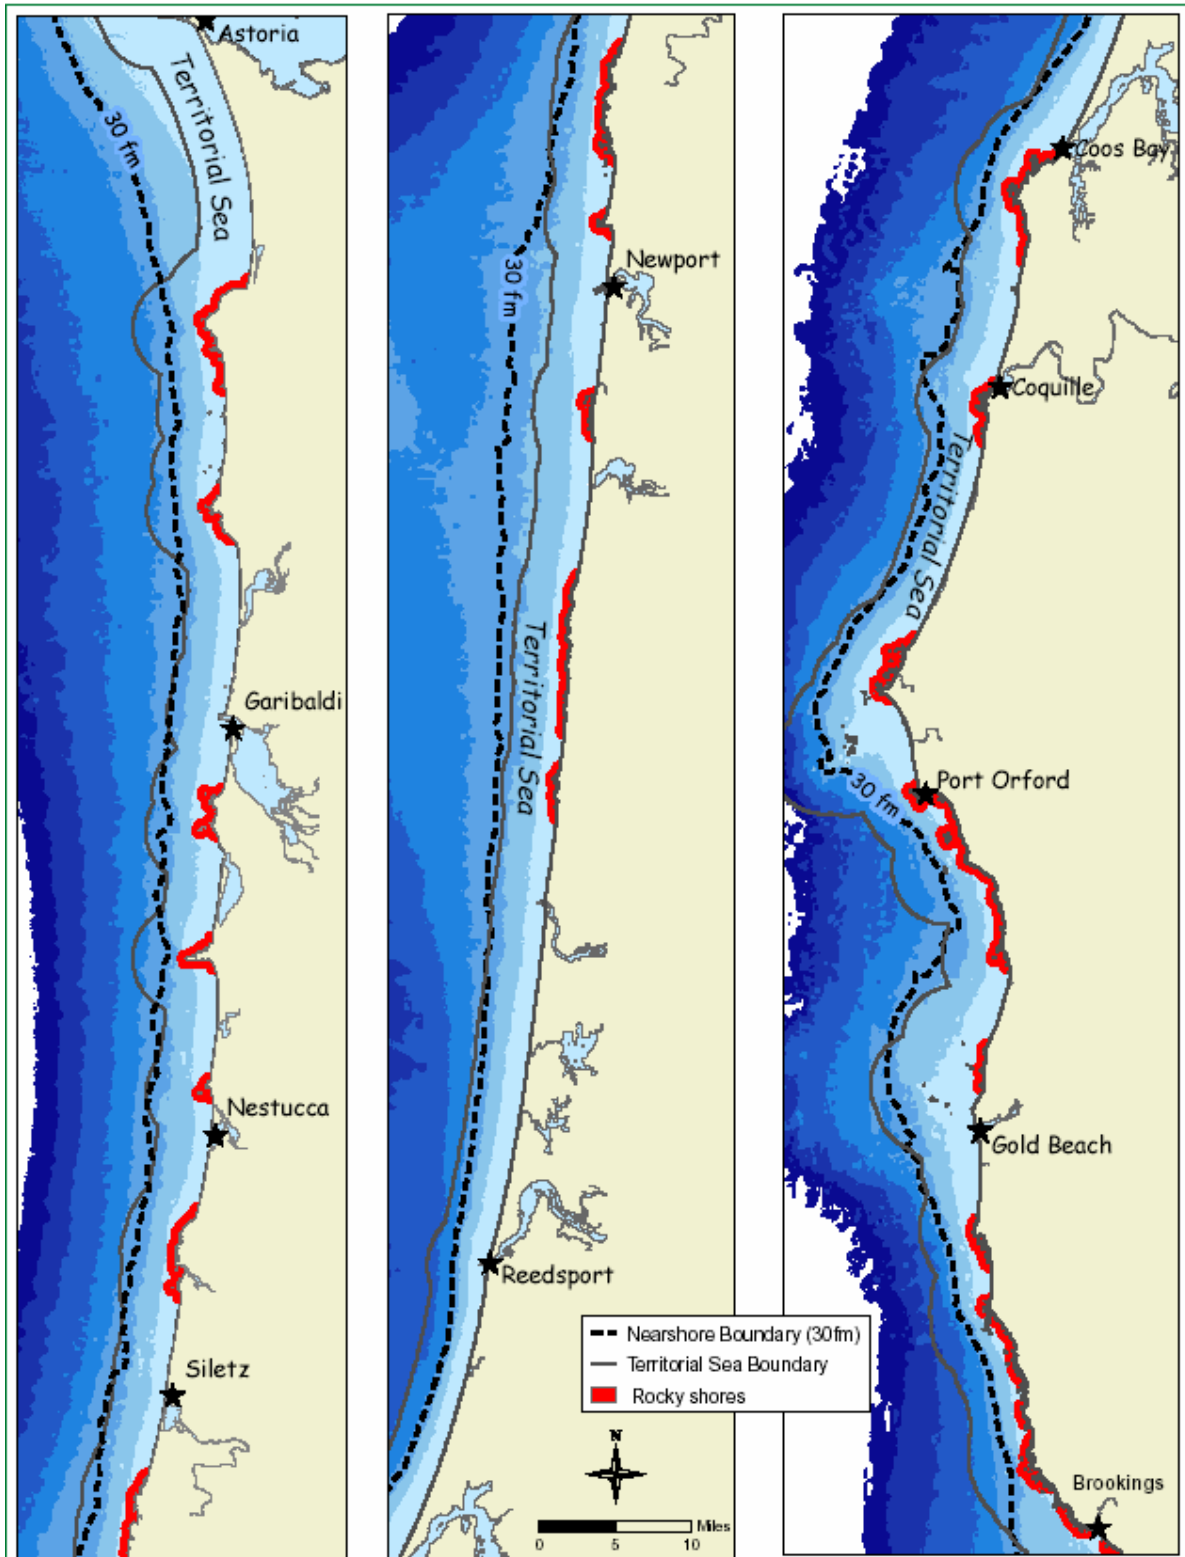 Astoria
Territorial Sea
30 fm
Garibaldi
Nestucca
Siletz
Newport
30 fm
Territorial Sea
Reedsport
Coos Bay
Coquille
Territorial Sea
Port Orford
30 fm
Gold Beach
Brookings
Nearshore Boundary (30fm)
Territorial Sea Boundary
Rocky shores
N
Miles
0 5 10